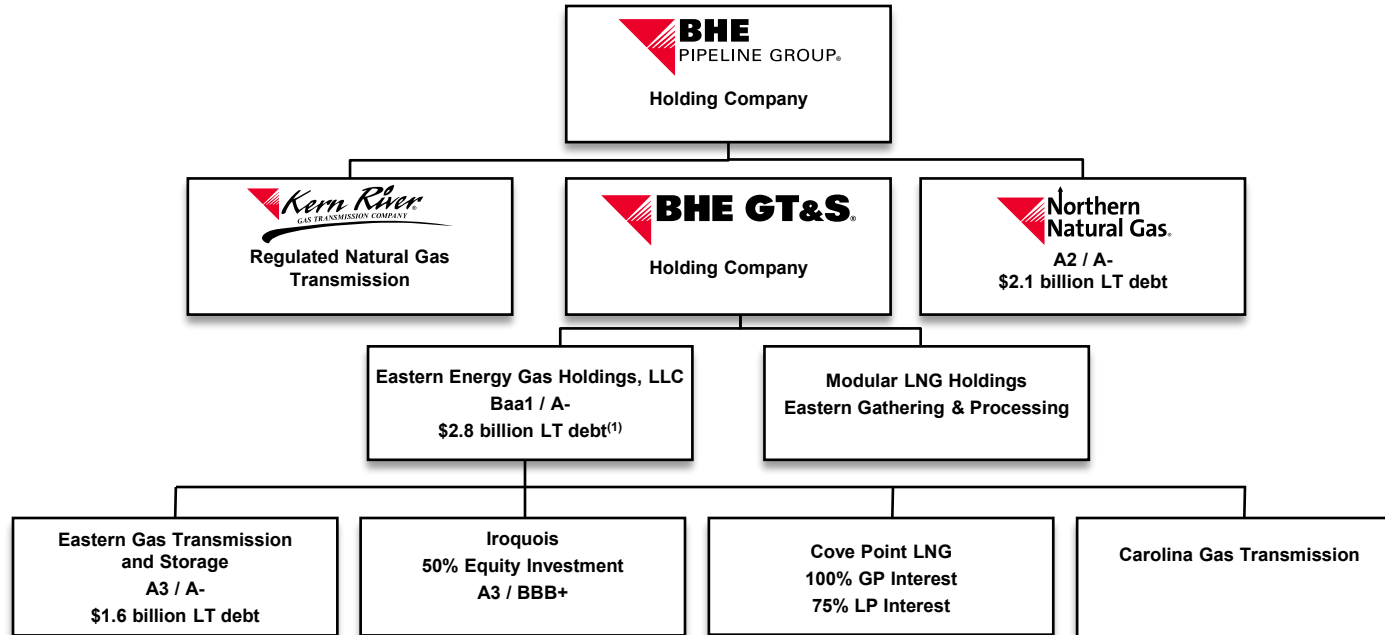 BHE
PIPELINE GROUP®
Holding Company
Kern River®
GAS TRANSMISSION COMPANY
Regulated Natural Gas
Transmission
BHE GT&S®
Holding Company
Northern
Natural Gas®
A2 / A-
$2.1 billion LT debt
Eastern Energy Gas Holdings, LLC
Baa1 / A-
$2.8 billion LT debt(1)
Modular LNG Holdings
Eastern Gathering & Processing
Eastern Gas Transmission
and Storage
A3 / A-
$1.6 billion LT debt
Iroquois
50% Equity Investment
A3 / BBB+
Cove Point LNG
100% GP Interest
75% LP Interest
Carolina Gas Transmission